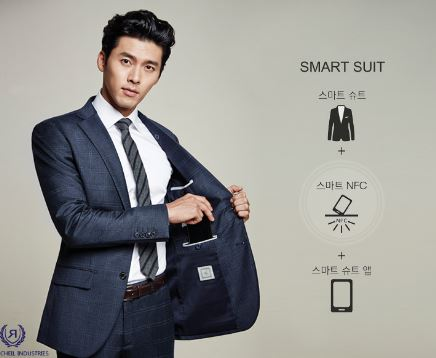 SMART SUIT
스마트 슈트
+
스마트 NFC
NFC
+
스마트 슈트 앱
CHEIL INDUSTRIES